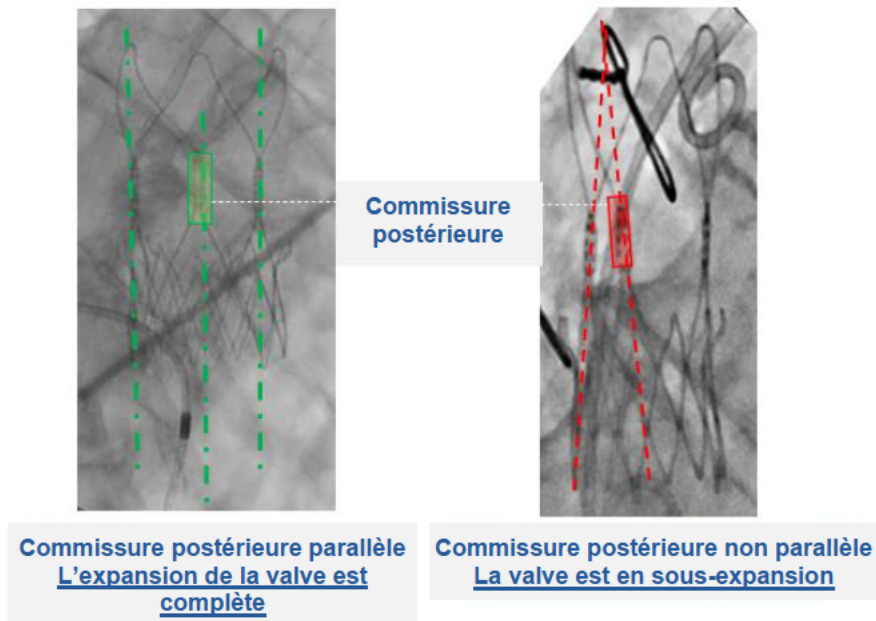 Commissure
postérieure
Commissure postérieure parallèle
L'expansion de la valve est
complète
Commissure postérieure non parallèle
La valve est en sous-expansion